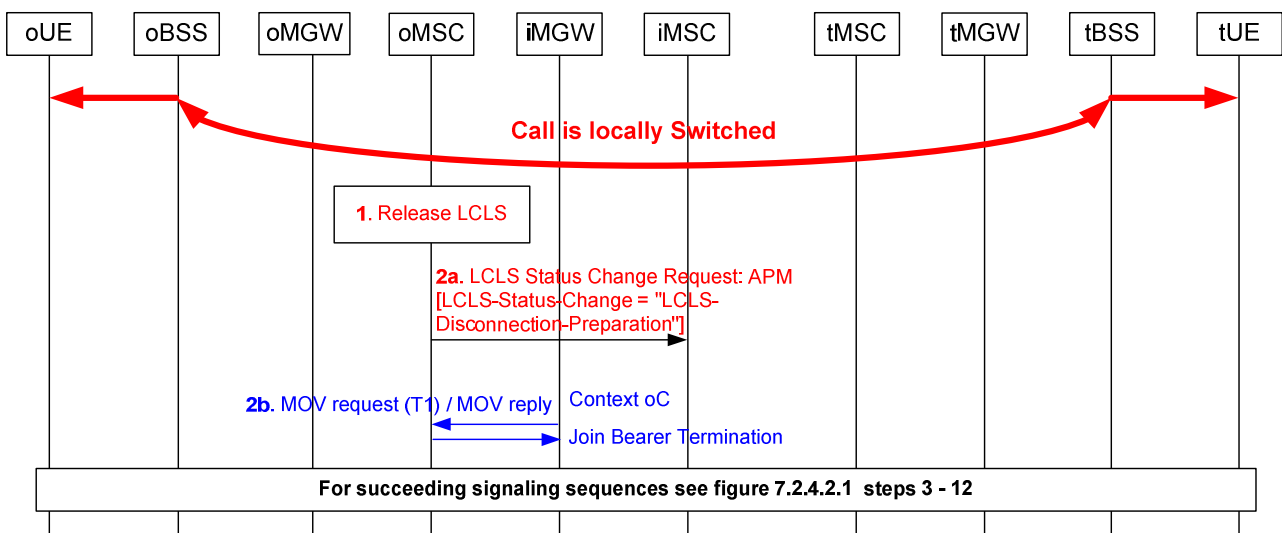 oUE oBSS oMGW oMSC iMGW iMSC tMSC tMGW tBSS tUE
Call is locally Switched
1. Release LCLS
2a. LCLS Status Change Request: APM
[LCLS-Status-Change = "LCLS-
Disconnection-Preparation"]
2b. MOV request (T1) / MOV reply
Context oC
Join Bearer Termination
For succeeding signaling sequences see figure 7.2.4.2.1 steps 3 - 12